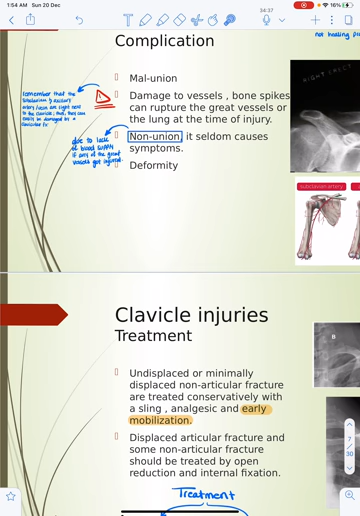 1:54 AM Sun 20 Dec
16%
34:37
not healing
Complication
RIGHT
Mal-union
Damage to vessels , bone spikes
can rupture the great vessels or
the lung at the time of injury.
remember that the
subclavian & axillary
artery/vein are right next
to the clavicle; thus, they can
easily be damaged by a
clavicular fx
Non-union, it seldom causes
symptoms.
due to lack
of blood supply
if any of the great
vessels got injured.
Deformity
subclavian artery
Clavicle injuries
Treatment
B
Undisplaced or minimally
displaced non-articular fracture
are treated conservatively with
a sling , analgesic and early
mobilization.
Displaced articular fracture and
some non-articular fracture
should be treated by open
reduction and internal fixation.
7
30
Treatment